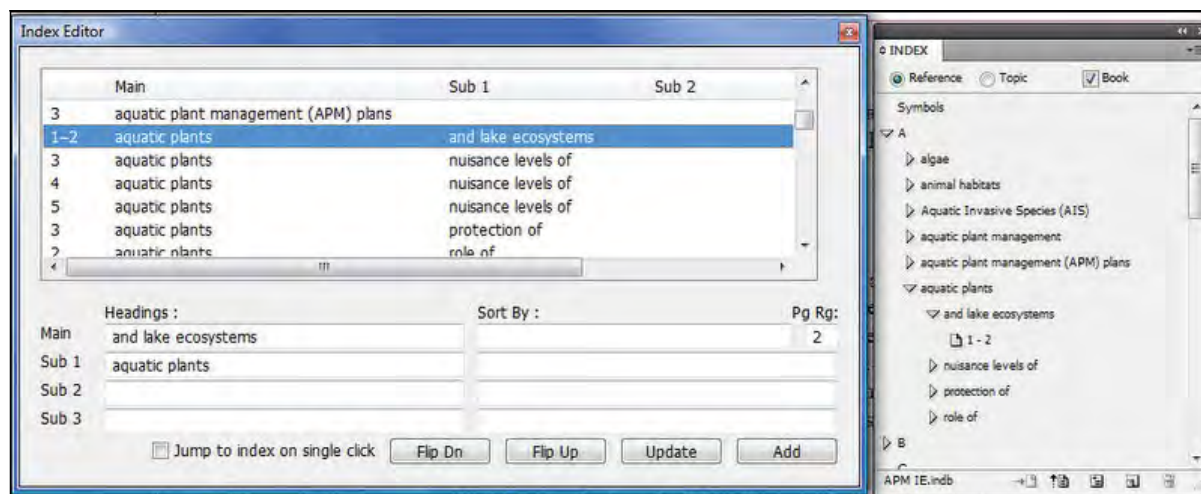 Index Editor
Main Sub 1 Sub 2
3 aquatic plant management (APM) plans
1–2 aquatic plants and lake ecosystems
3 aquatic plants nuisance levels of
4 aquatic plants nuisance levels of
5 aquatic plants nuisance levels of
3 aquatic plants protection of
2 aquatic plants role of
Headings : Sort By : Pg Rg:
Main and lake ecosystems 2
Sub 1 aquatic plants
Sub 2
Sub 3
Jump to index on single click Flip Dn Flip Up Update Add
INDEX
Reference Topic Book
Symbols
A
algae
animal habitats
Aquatic Invasive Species (AIS)
aquatic plant management
aquatic plant management (APM) plans
aquatic plants
and lake ecosystems
1 - 2
nuisance levels of
protection of
role of
B
C
APM IE.indb